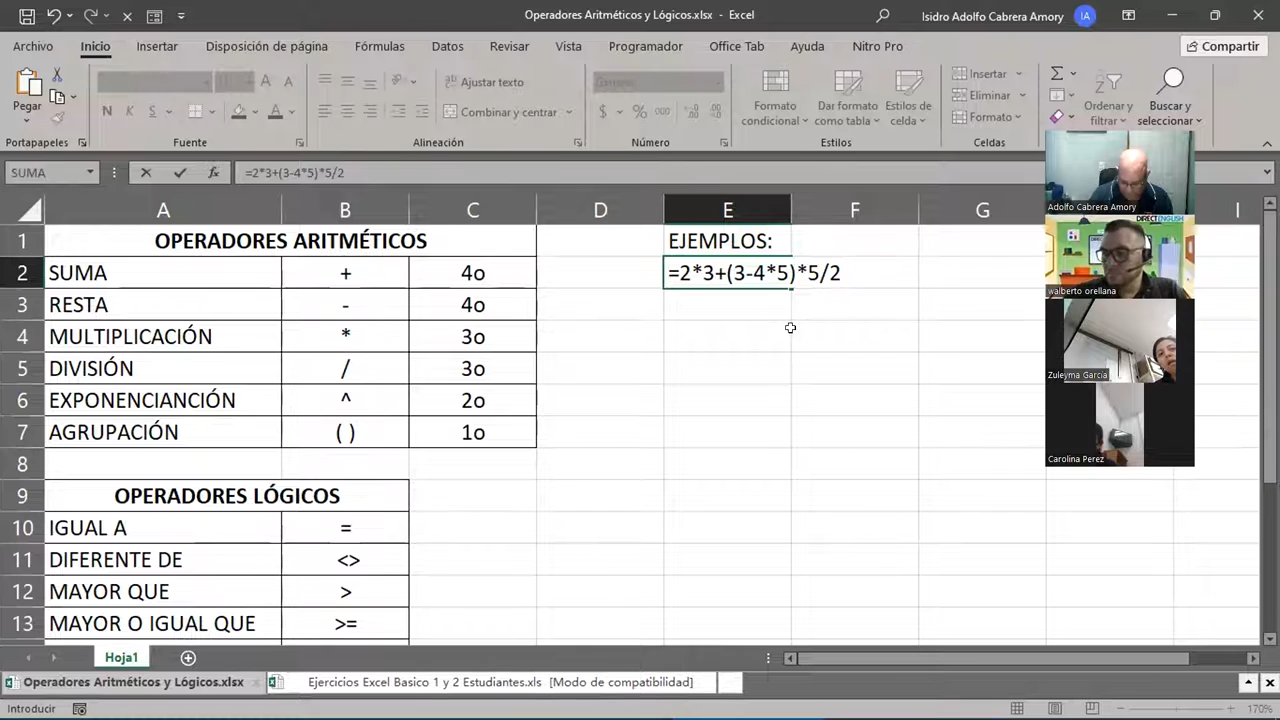 Operadores Aritméticos y Lógicos.xlsx - Excel
Isidro Adolfo Cabrera Amory IA
Archivo Inicio Insertar Disposición de página Fórmulas Datos Revisar Vista Programador Office Tab Ayuda Nitro Pro Compartir
Pegar
Portapapeles
N K S
Fuente
Ajustar texto
Combinar y centrar
Alineación
$ % 000
Número
Formato condicional
Dar formato como tabla
Estilos de celda
Estilos
Insertar
Eliminar
Formato
Celdas
Ordenar y filtrar
Buscar y seleccionar
SUMA fx =2*3+(3-4*5)*5/2
A B C D E F G I
1 OPERADORES ARITMÉTICOS EJEMPLOS:
2 SUMA + 4o =2*3+(3-4*5)*5/2
3 RESTA - 4o
4 MULTIPLICACIÓN * 3o
5 DIVISIÓN / 3o
6 EXPONENCIANCIÓN ^ 2o
7 AGRUPACIÓN ( ) 1o
8
9 OPERADORES LÓGICOS
10 IGUAL A =
11 DIFERENTE DE <>
12 MAYOR QUE >
13 MAYOR O IGUAL QUE >=
Adolfo Cabrera Amory
DIRECT ENGLISH
walberto orellana
Zuleyma Garcia
Carolina Perez
Hoja1
Operadores Aritméticos y Lógicos.xlsx
Ejercicios Excel Basico 1 y 2 Estudiantes.xls [Modo de compatibilidad]
Introducir
170%